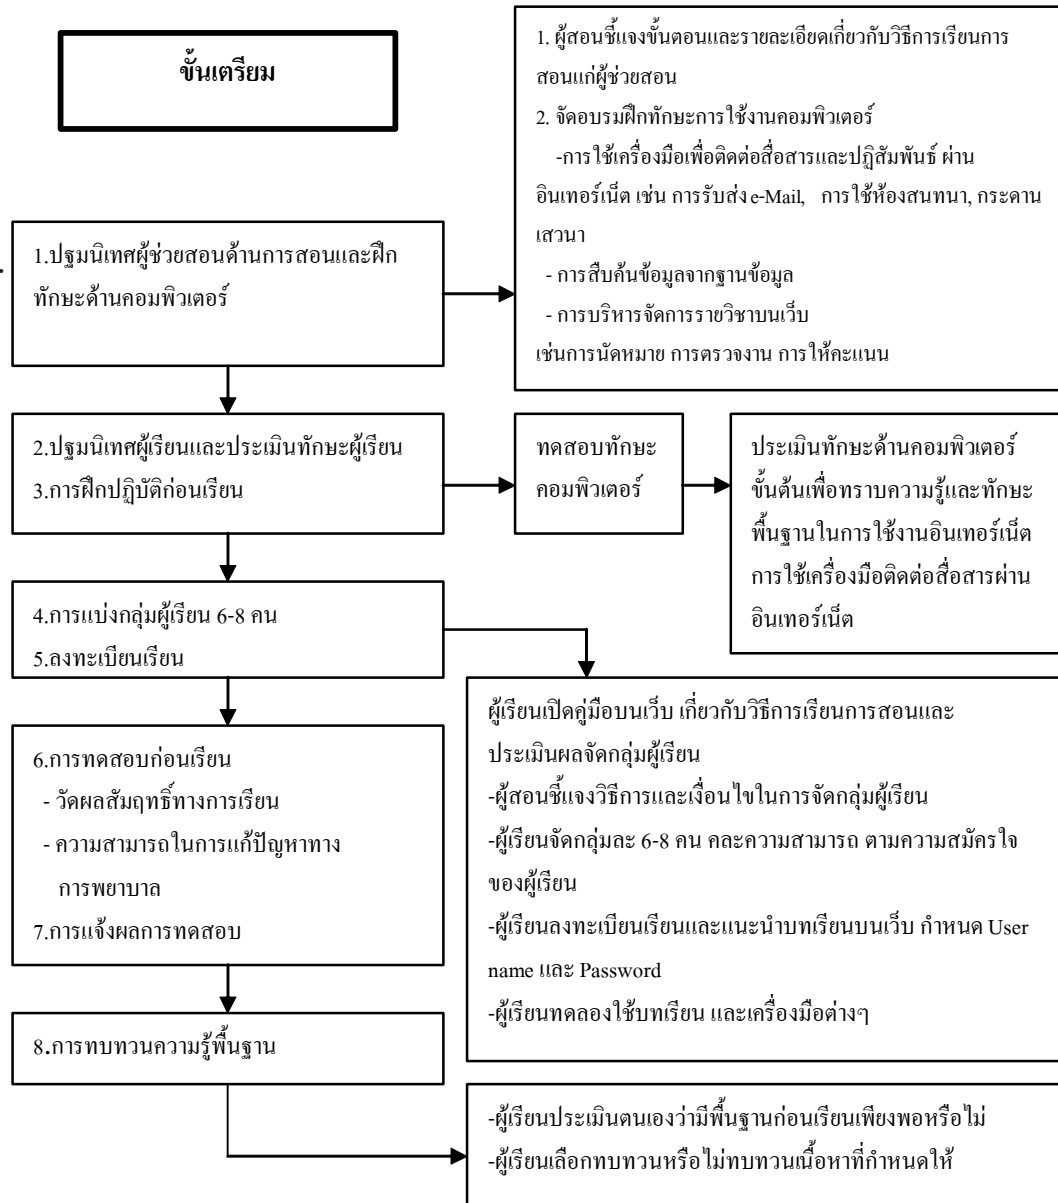 ขั้นเตรียม
1. ผู้สอนชี้แจงขั้นตอนและรายละเอียดเกี่ยวกับวิธีการเรียนการ
สอนแก่ผู้ช่วยสอน
2. จัดอบรมฝึกทักษะการใช้งานคอมพิวเตอร์
-การใช้เครื่องมือเพื่อติดต่อสื่อสารและปฏิสัมพันธ์ ผ่าน
อินเทอร์เน็ต เช่น การรับส่ง e-Mail, การใช้ห้องสนทนา, กระดาน
เสวนา
- การสืบค้นข้อมูลจากฐานข้อมูล
- การบริหารจัดการรายวิชาบนเว็บ
เช่นการนัดหมาย การตรวจงาน การให้คะแนน
1.ปฐมนิเทศผู้ช่วยสอนด้านการสอนและฝึก
ทักษะด้านคอมพิวเตอร์
2.ปฐมนิเทศผู้เรียนและประเมินทักษะผู้เรียน
3.การฝึกปฏิบัติก่อนเรียน
ทดสอบทักษะ
คอมพิวเตอร์
ประเมินทักษะด้านคอมพิวเตอร์
ขั้นต้นเพื่อทราบความรู้และทักษะ
พื้นฐานในการใช้งานอินเทอร์เน็ต
การใช้เครื่องมือติดต่อสื่อสารผ่าน
อินเทอร์เน็ต
4.การแบ่งกลุ่มผู้เรียน 6-8 คน
5.ลงทะเบียนเรียน
ผู้เรียนเปิดคู่มือบนเว็บ เกี่ยวกับวิธีการเรียนการสอนและ
ประเมินผลจัดกลุ่มผู้เรียน
-ผู้สอนชี้แจงวิธีการและเงื่อนไขในการจัดกลุ่มผู้เรียน
-ผู้เรียนจัดกลุ่มละ 6-8 คน คละความสามารถ ตามความสมัครใจ
ของผู้เรียน
-ผู้เรียนลงทะเบียนเรียนและแนะนำบทเรียนบนเว็บ กำหนด User
name และ Password
-ผู้เรียนทดลองใช้บทเรียน และเครื่องมือต่างๆ
6.การทดสอบก่อนเรียน
- วัดผลสัมฤทธิ์ทางการเรียน
- ความสามารถในการแก้ปัญหาทาง
การพยาบาล
7.การแจ้งผลการทดสอบ
8.การทบทวนความรู้พื้นฐาน
-ผู้เรียนประเมินตนเองว่ามีพื้นฐานก่อนเรียนเพียงพอหรือไม่
-ผู้เรียนเลือกทบทวนหรือไม่ทบทวนเนื้อหาที่กำหนดให้